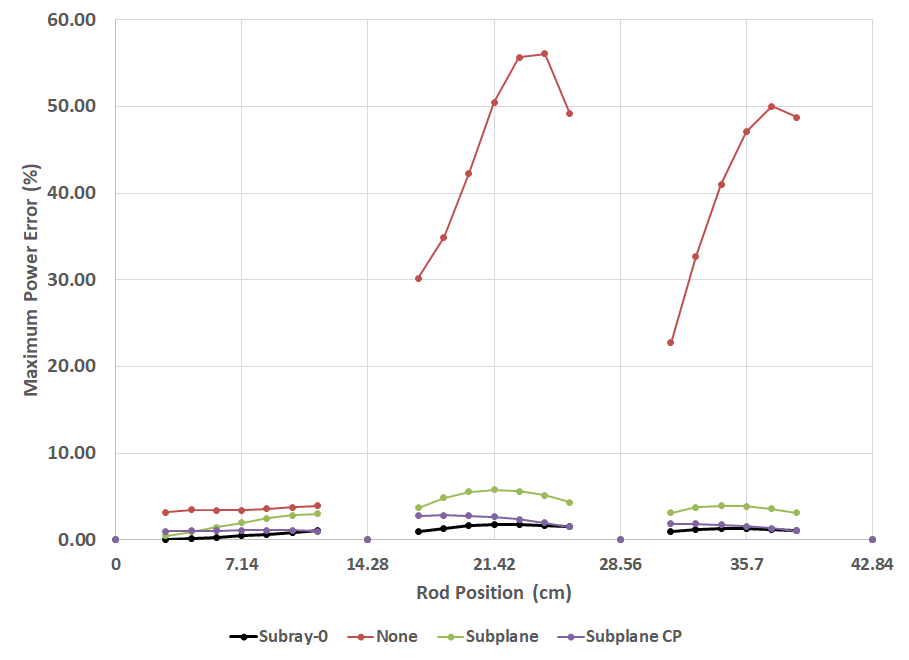 60.00
50.00
40.00
30.00
20.00
10.00
0.00
Maximum Power Error (%)
0 7.14 14.28 21.42 28.56 35.7 42.84
Rod Position (cm)
Subray-0 None Subplane Subplane CP